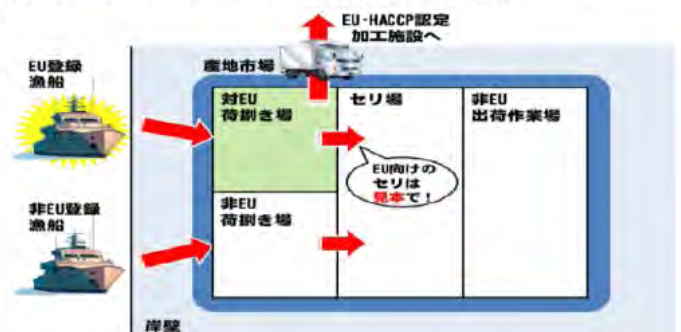 EU-HACCP認定
加工施設へ
EU登録
漁船
産地市場
対EU
荷捌き場
セリ場
非EU
出荷作業場
EU向けの
セリは
見本で！
非EU登録
漁船
非EU
荷捌き場
岸壁